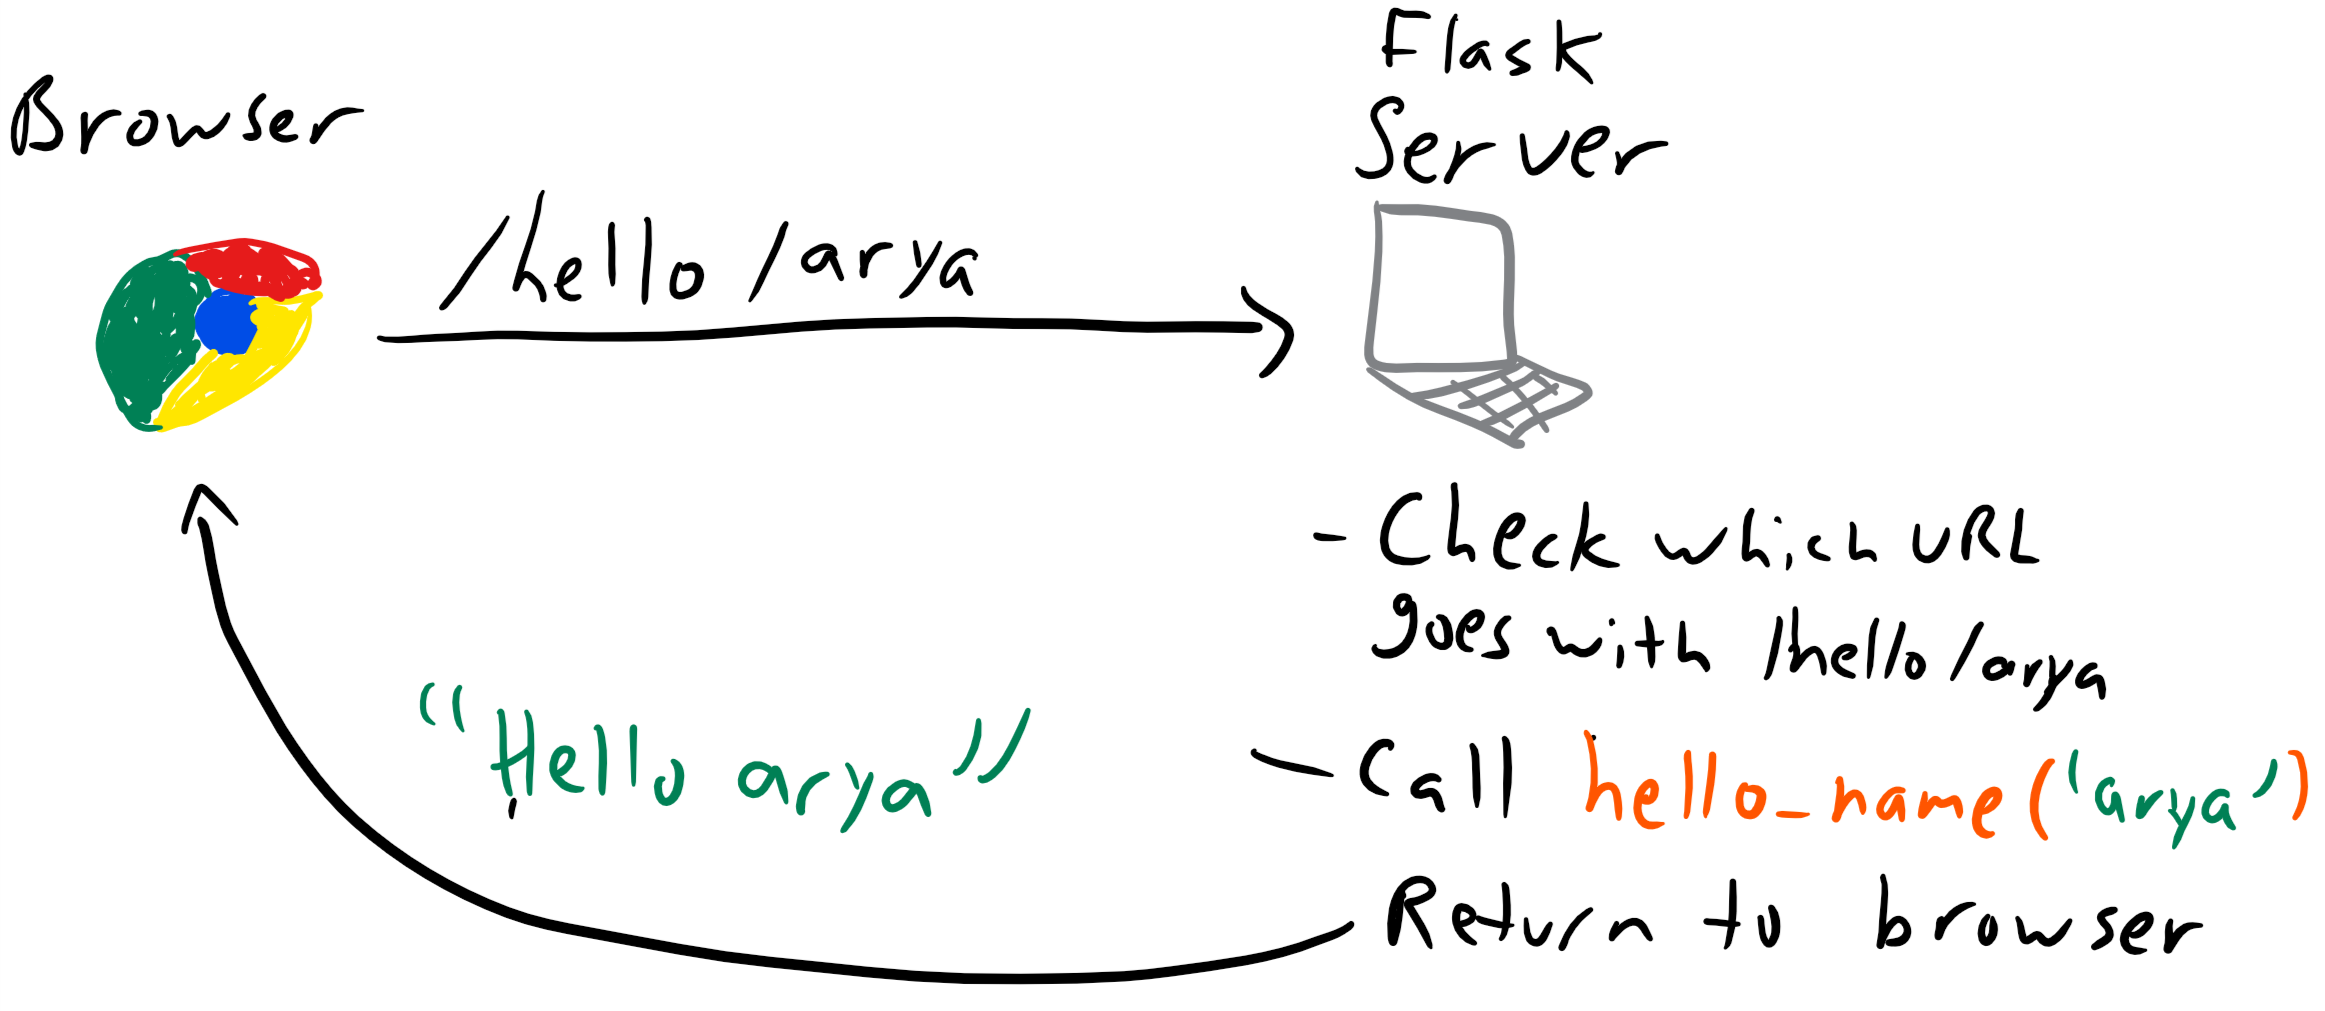 Browser
Flask
Server
/hello/arya
- Check which URL
goes with /hello/arya
"Hello arya"
- Call hello_name('arya')
Return to browser